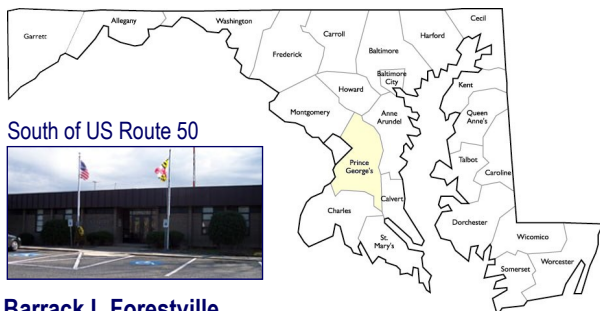 Garrett
Allegany
Washington
Frederick
Carroll
Baltimore
Harford
Cecil
Baltimore
City
Howard
Montgomery
Anne
Arundel
Kent
Queen
Anne's
Prince
George's
Talbot
Caroline
Calvert
Charles
St.
Mary's
Dorchester
Wicomico
Somerset
Worcester
South of US Route 50
Barrack L Forestville